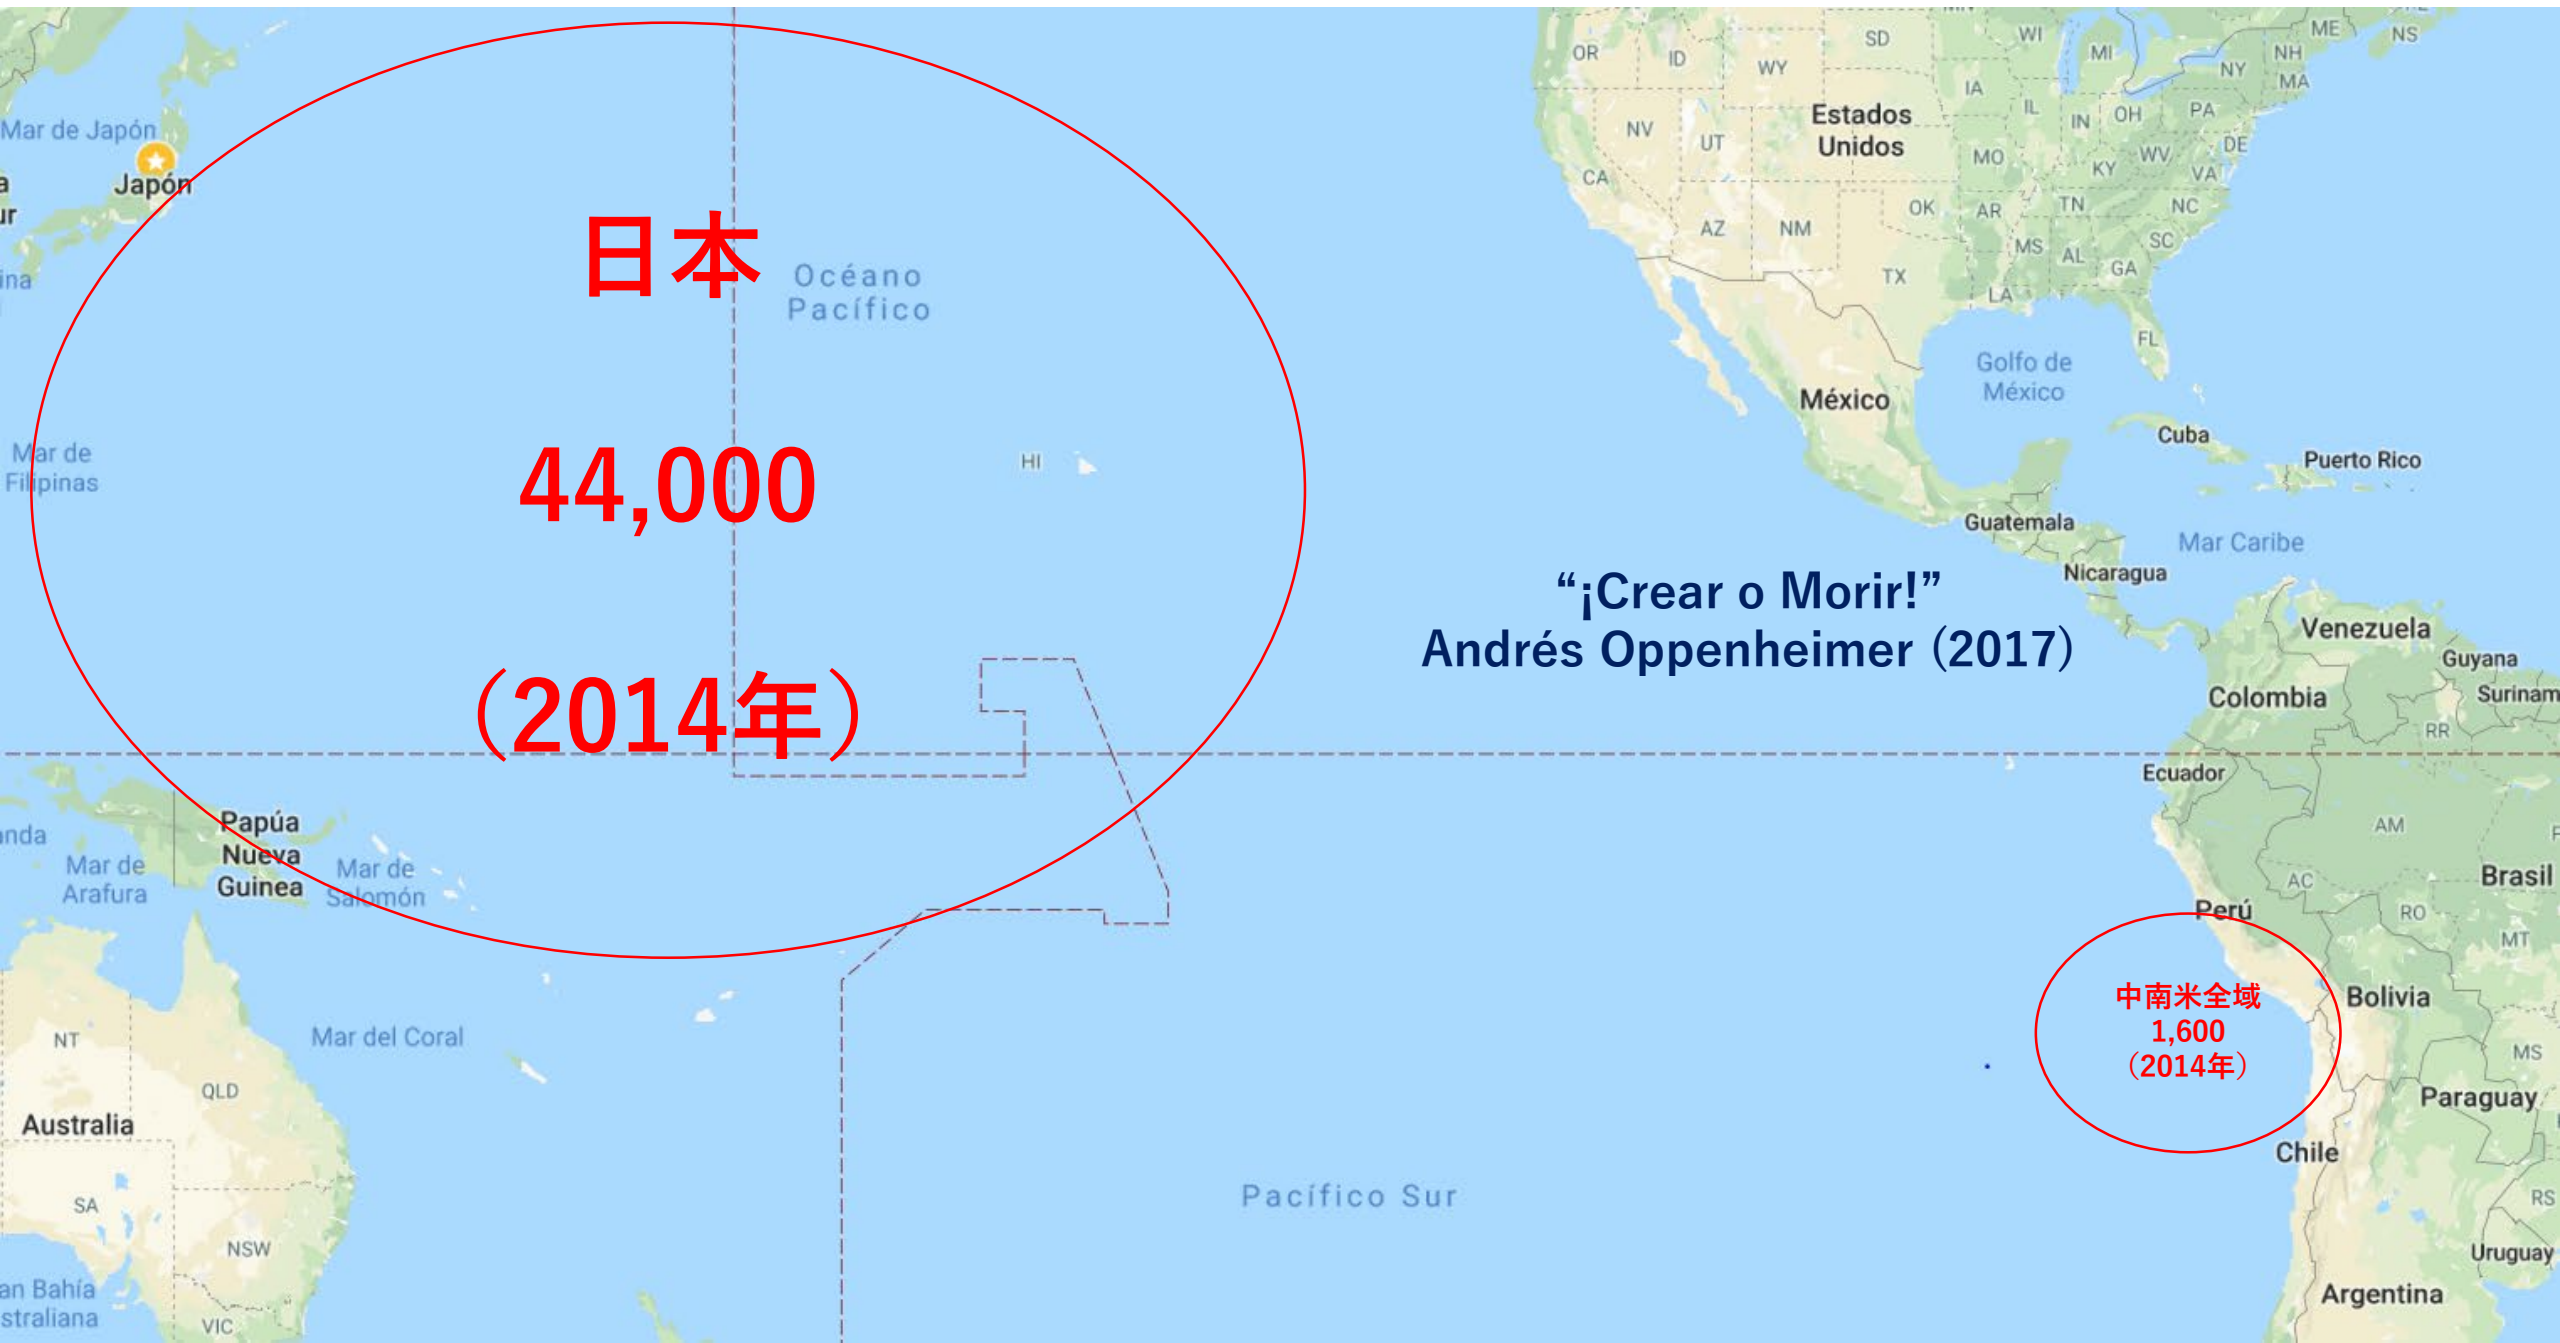 日本
44,000
（2014年）
“¡Crear o Morir!”
Andrés Oppenheimer (2017)
中南米全域
1,600
（2014年）
Mar de Japón
Japón
Océano
Pacífico
Mar de
Filipinas
HI
Papúa
Nueva
Guinea
Mar de
Arafura
Mar de
Salomón
Mar del Coral
NT
QLD
Australia
SA
NSW
VIC
Pacífico Sur
OR
ID
WY
SD
WI
MI
ME
NS
NH
NY
MA
IA
NV
UT
Estados
Unidos
IL
IN
OH
PA
DE
MO
KY
WV
VA
CA
AZ
NM
OK
AR
TN
NC
MS
AL
SC
GA
TX
LA
FL
Golfo de
México
México
Cuba
Puerto Rico
Guatemala
Mar Caribe
Nicaragua
Venezuela
Guyana
Surinam
Colombia
RR
Ecuador
AM
Brasil
AC
Perú
RO
MT
Bolivia
MS
Paraguay
Chile
RS
Uruguay
Argentina